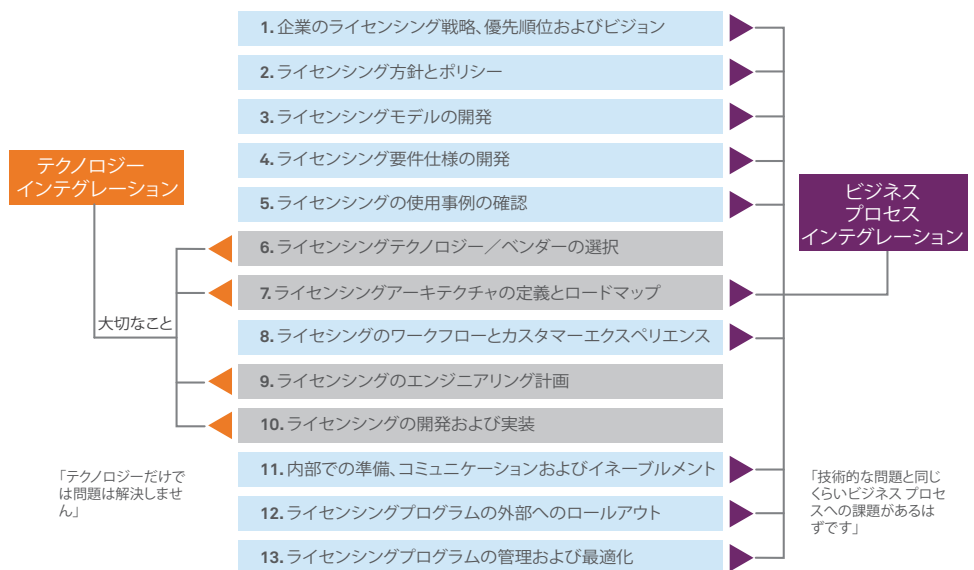 1. 企業のライセンシング戦略、優先順位およびビジョン
2. ライセンシング方針とポリシー
3. ライセンシングモデルの開発
4. ライセンシング要件仕様の開発
5. ライセンシングの使用事例の確認
6. ライセンシングテクノロジー／ベンダーの選択
7. ライセンシングアーキテクチャの定義とロードマップ
8. ライセシングのワークフローとカスタマーエクスペリエンス
9. ライセンシングのエンジニアリング計画
10. ライセンシングの開発および実装
11. 内部での準備、コミュニケーションおよびイネーブルメント
12. ライセンシングプログラムの外部へのロールアウト
13. ライセンシングプログラムの管理および最適化
テクノロジー
インテグレーション
大切なこと
「テクノロジーだけで
は問題は解決しませ
ん」
ビジネス
プロセス
インテグレーション
「技術的な問題と同じ
くらいビジネス プロセ
スへの課題があるは
ずです」